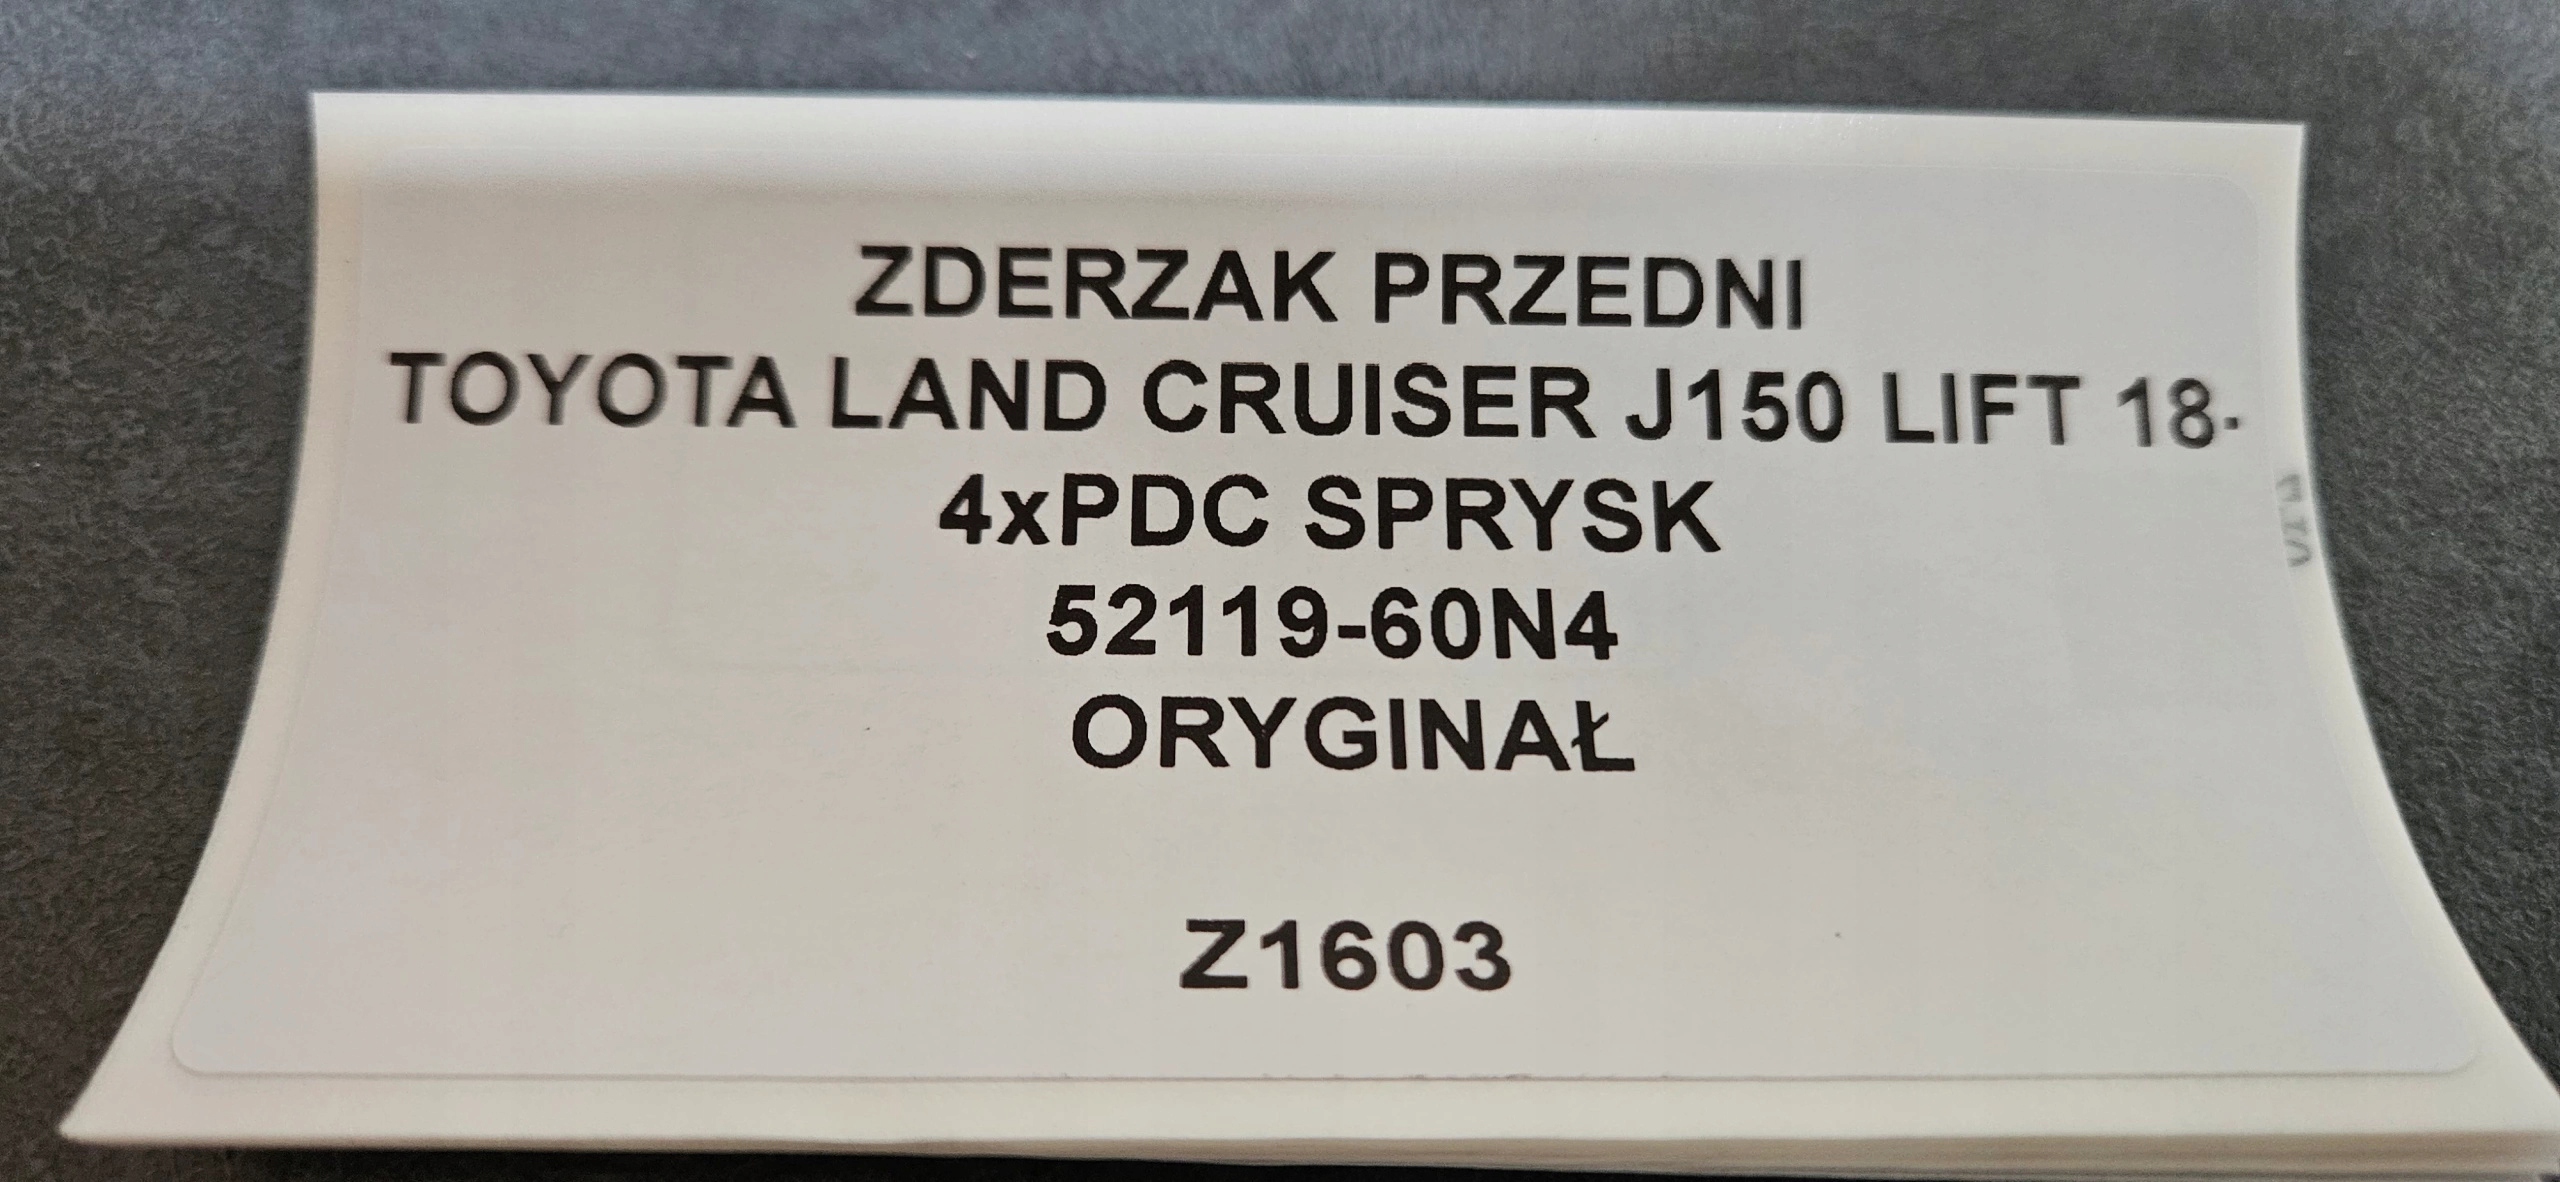 ZDERZAK PRZEDNI
TOYOTA LAND CRUISER J150 LIFT 18-
4xPDC SPRYSK
52119-60N4
ORYGINAŁ
Z1603